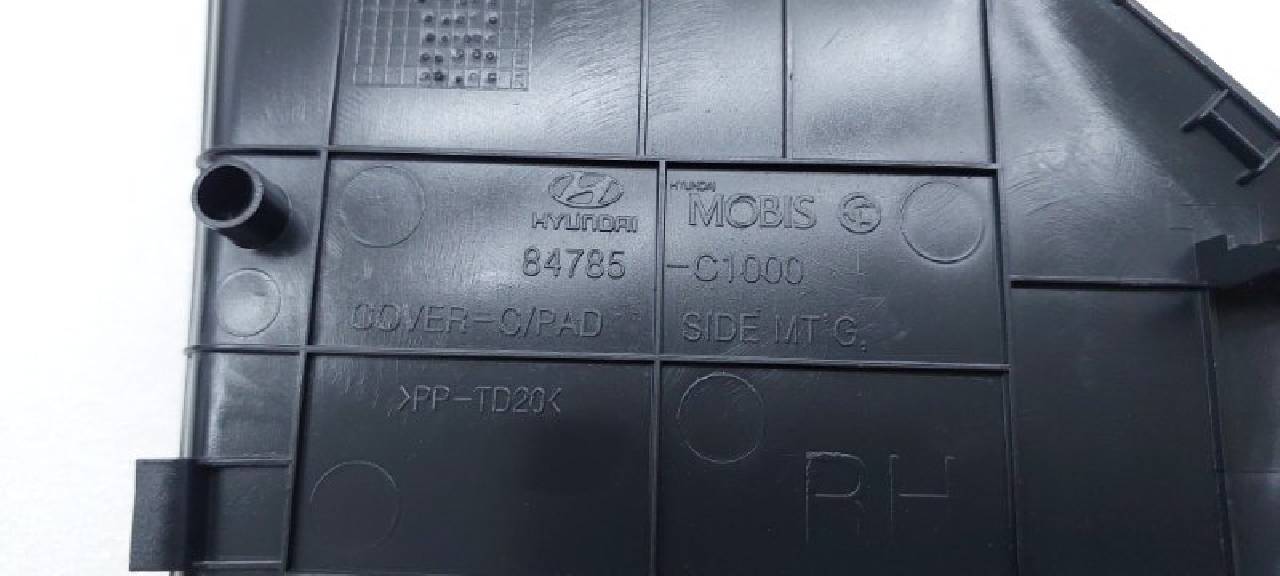 HYUNDAI
HYUNDAI
MOBIS
84785-C1000
COVER-C/PAD SIDE MT'G,
>PP-TD20<
RH